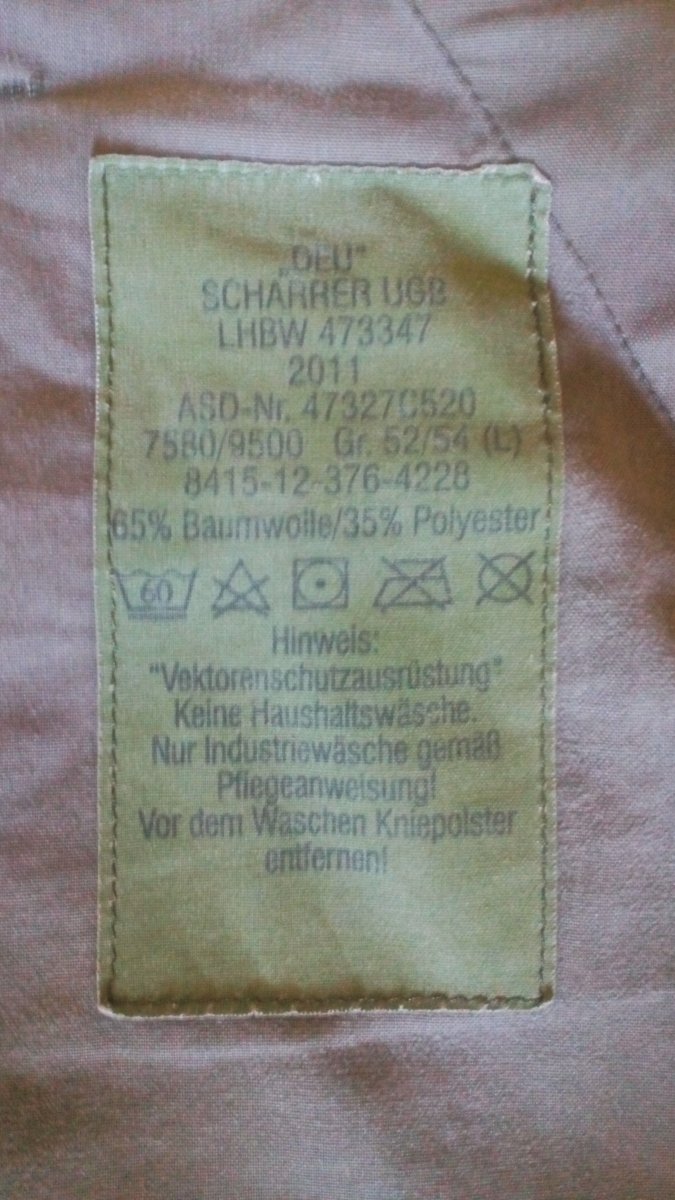 „DEU“
SCHARRER UGB
LHBW 473347
2011
ASD-Nr. 47327C520
7580/9500 Gr. 52/54 (L)
8415-12-376-4228
65% Baumwolle/35% Polyester
60
Hinweis:
"Vektorenschutzausrüstung"
Keine Haushaltswäsche.
Nur Industriewäsche gemäß
Pflegeanweisung!
Vor dem Waschen Kniepolster
entfernen!